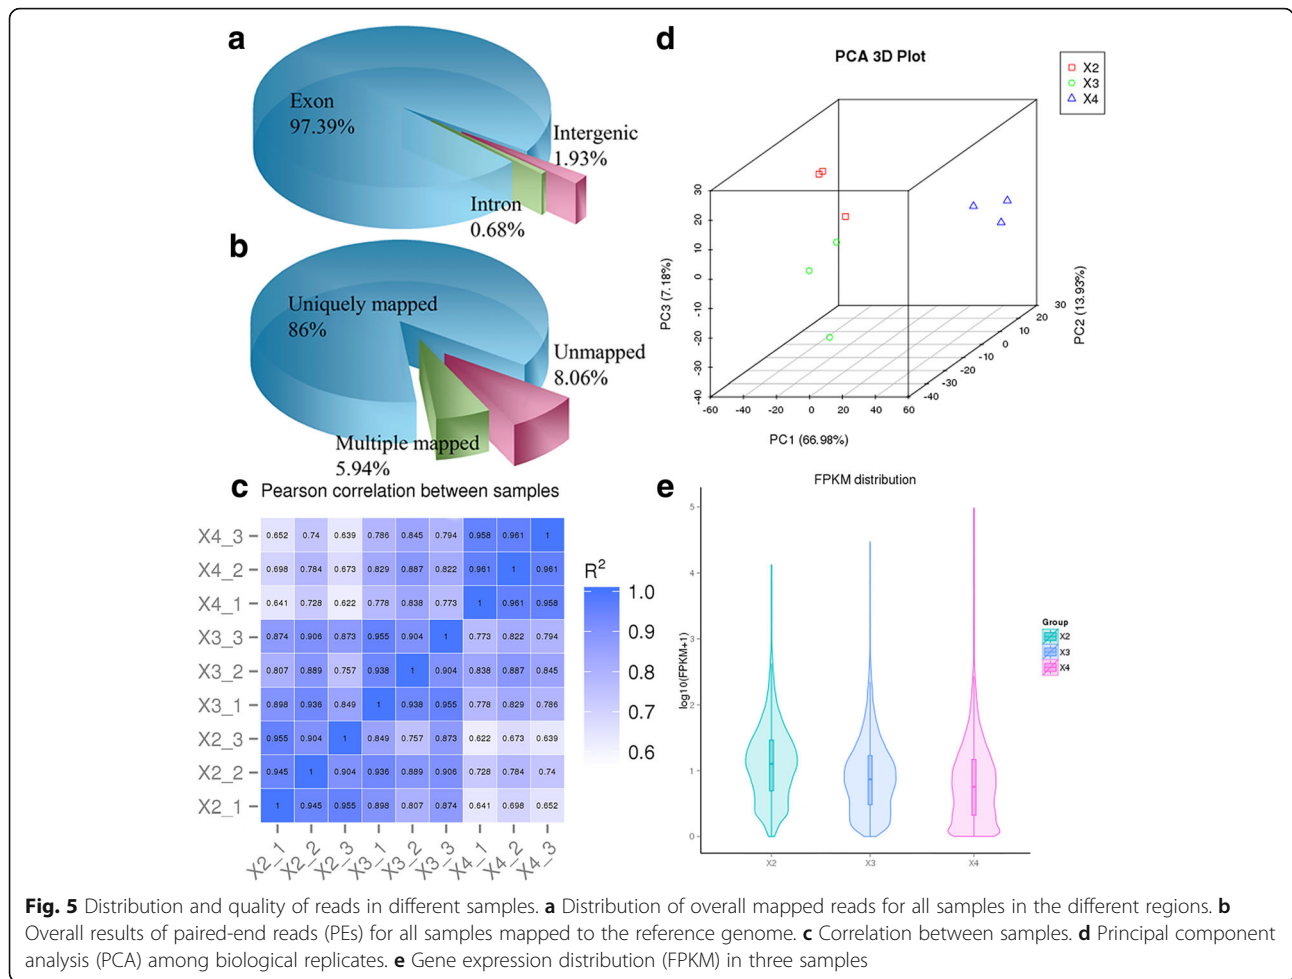 a
Exon
97.39%
Intergenic
1.93%
Intron
0.68%
b
Uniquely mapped
86%
Unmapped
8.06%
Multiple mapped
5.94%
c Pearson correlation between samples
X4_3 0.652 0.74 0.639 0.786 0.845 0.794 0.958 0.961 1
X4_2 0.698 0.784 0.673 0.829 0.887 0.822 0.961 1 0.961
X4_1 0.641 0.728 0.622 0.778 0.838 0.773 1 0.961 0.958
X3_3 0.874 0.906 0.873 0.955 0.904 1 0.773 0.822 0.794
X3_2 0.807 0.889 0.757 0.938 1 0.904 0.838 0.887 0.845
X3_1 0.898 0.936 0.849 1 0.938 0.955 0.778 0.829 0.786
X2_3 0.955 0.904 1 0.849 0.757 0.873 0.622 0.673 0.639
X2_2 0.945 1 0.904 0.936 0.889 0.906 0.728 0.784 0.74
X2_1 1 0.945 0.955 0.898 0.807 0.874 0.641 0.698 0.652
X2_1 X2_2 X2_3 X3_1 X3_2 X3_3 X4_1 X4_2 X4_3
R²
1.0
0.9
0.8
0.7
0.6
d
PCA 3D Plot
X2
X3
X4
PC3 (7.18%)
30
20
10
0
-10
-20
-30
-40
-60 -40 -20 0 20 40 60
PC1 (66.98%)
-40 -30 -20 -10 0 10 20 30
PC2 (13.93%)
e
FPKM distribution
log10(FPKM+1)
5
4
3
2
1
0
X2 X3 X4
Group
X2
X3
X4
Fig. 5 Distribution and quality of reads in different samples. a Distribution of overall mapped reads for all samples in the different regions. b
Overall results of paired-end reads (PEs) for all samples mapped to the reference genome. c Correlation between samples. d Principal component
analysis (PCA) among biological replicates. e Gene expression distribution (FPKM) in three samples